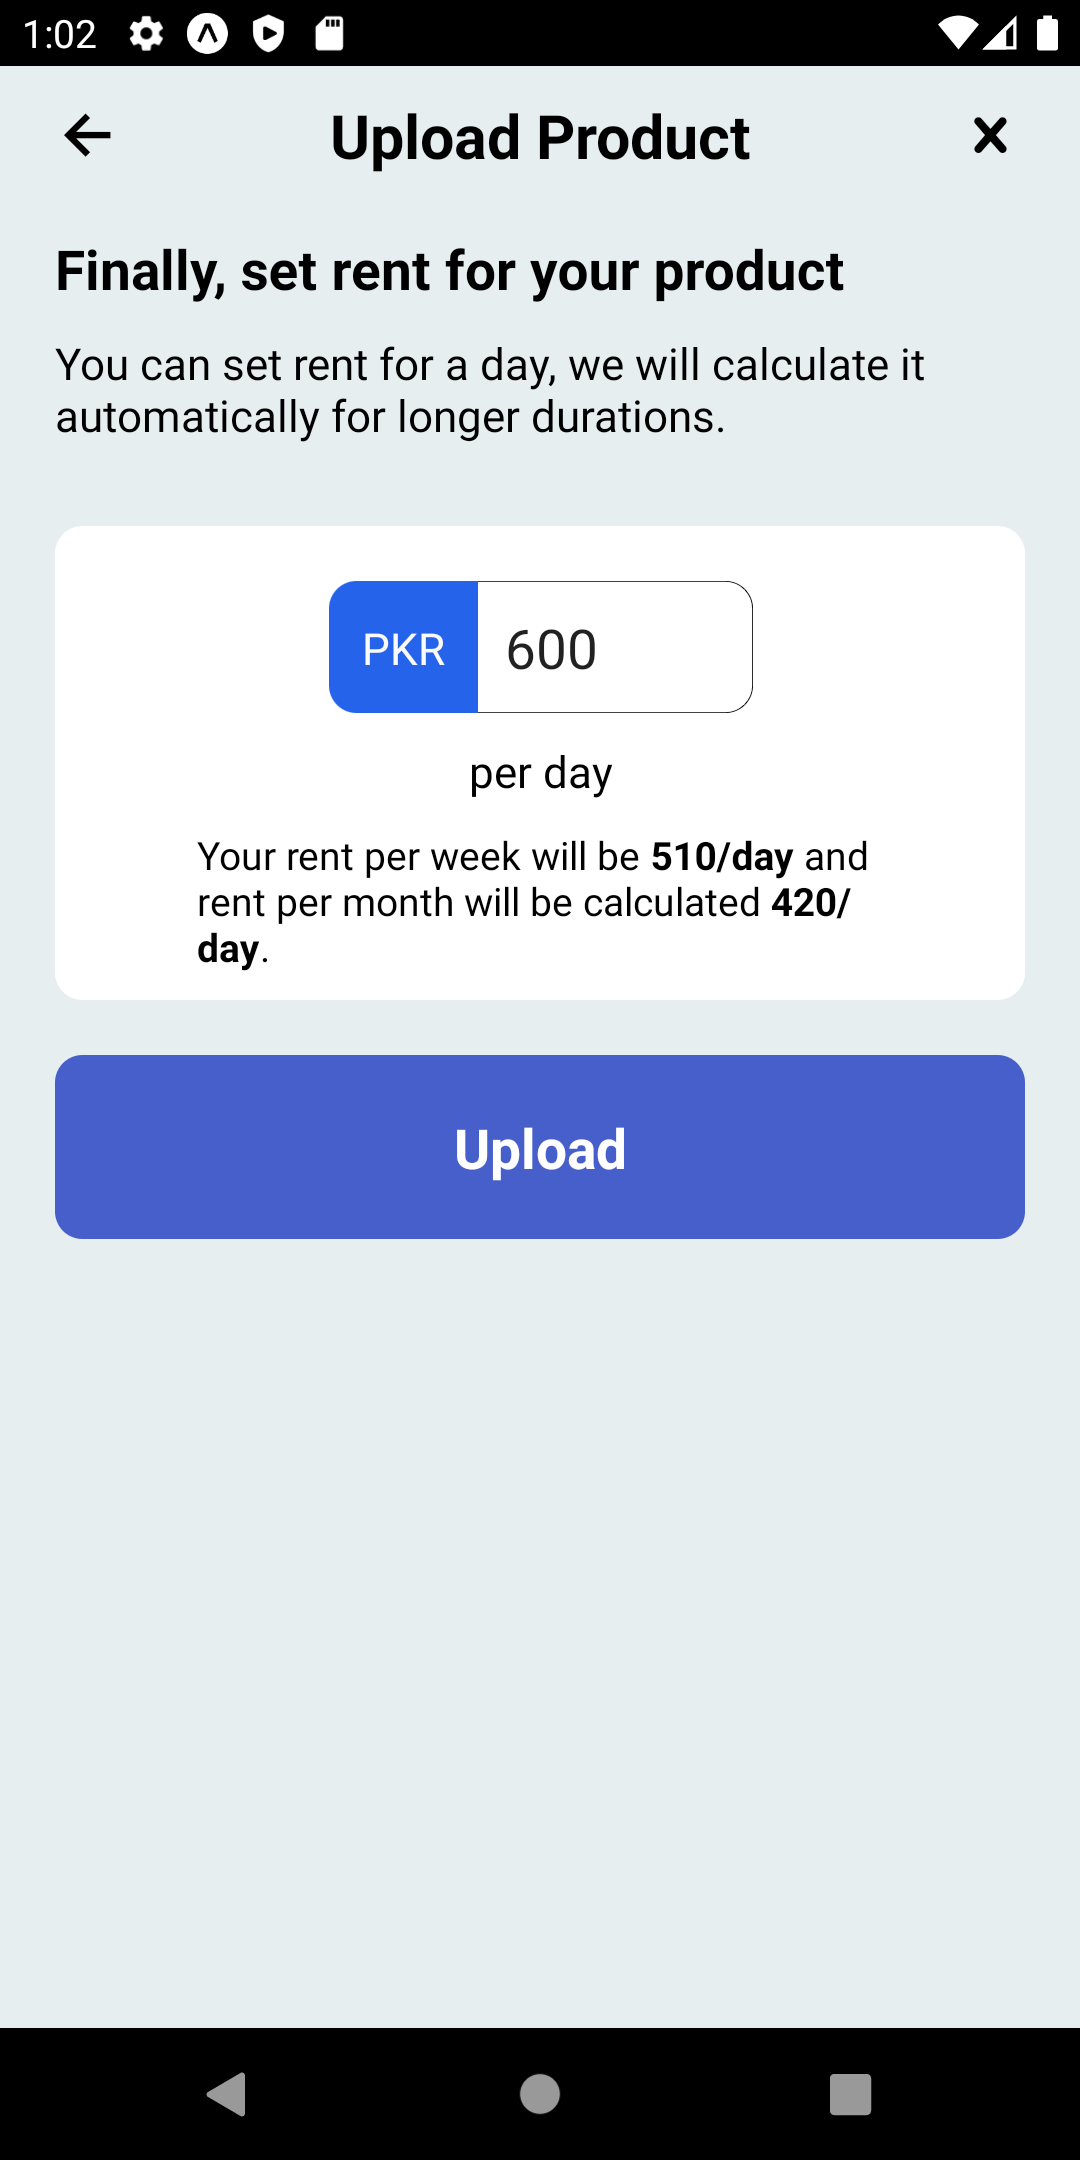 1:02
Upload Product
Finally, set rent for your product
You can set rent for a day, we will calculate it
automatically for longer durations.
PKR 600
per day
Your rent per week will be 510/day and
rent per month will be calculated 420/
day.
Upload